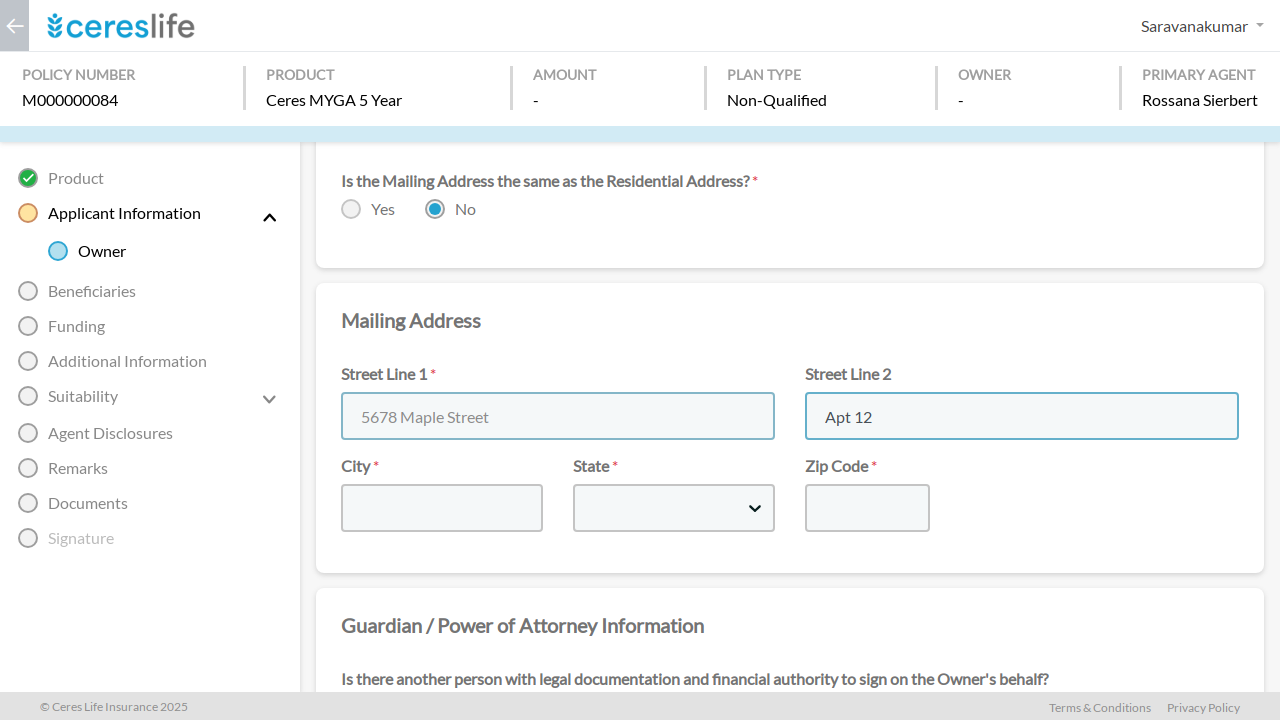 cereslife
Saravanakumar
POLICY NUMBER
M000000084
PRODUCT
Ceres MYGA 5 Year
AMOUNT
-
PLAN TYPE
Non-Qualified
OWNER
-
PRIMARY AGENT
Rossana Sierbert
Product
Applicant Information
Owner
Beneficiaries
Funding
Additional Information
Suitability
Agent Disclosures
Remarks
Documents
Signature
Is the Mailing Address the same as the Residential Address? *
Yes No
Mailing Address
Street Line 1 * Street Line 2
5678 Maple Street Apt 12
City * State * Zip Code *
Guardian / Power of Attorney Information
Is there another person with legal documentation and financial authority to sign on the Owner's behalf?
© Ceres Life Insurance 2025
Terms & Conditions Privacy Policy